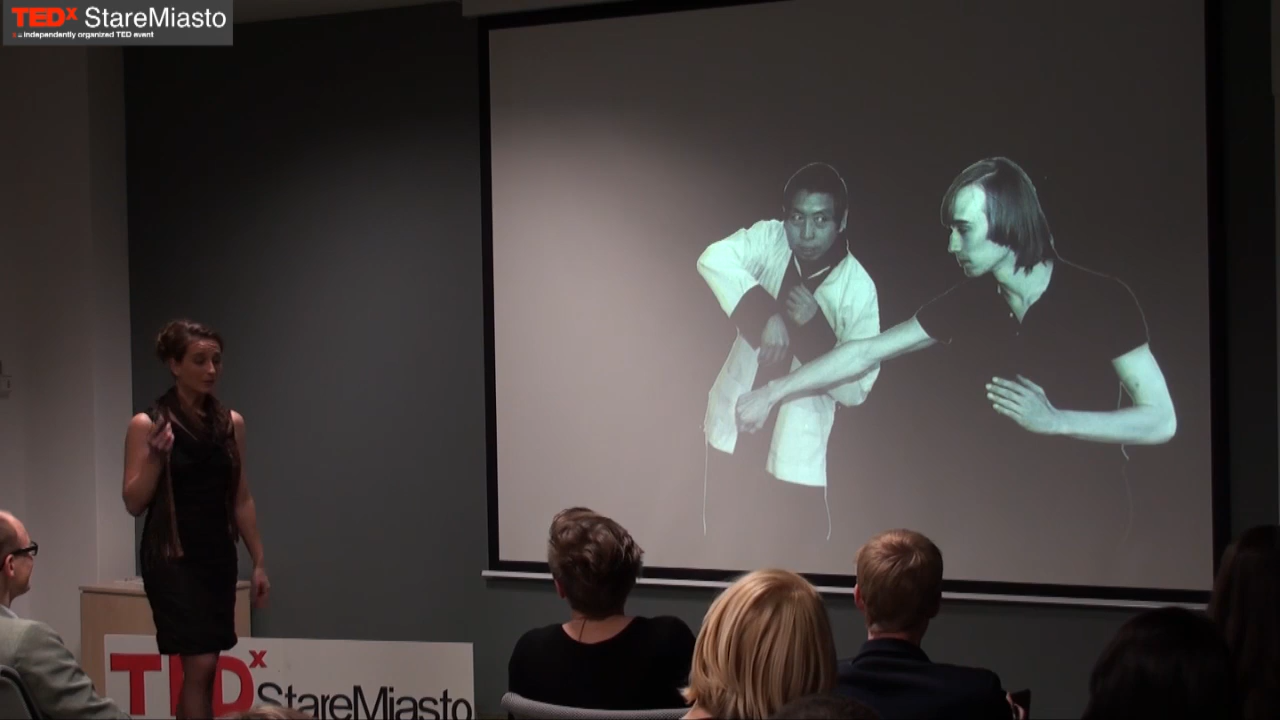 TEDx StareMiasto
x = independently organized TED event
TEDx StareMiasto